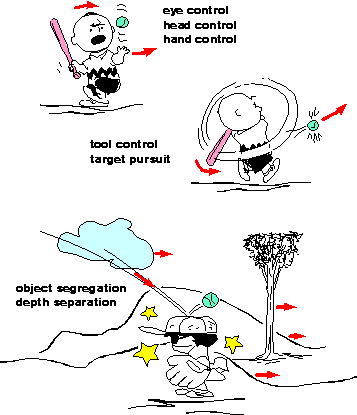 eye control
head control
hand control
tool control
target pursuit
object segregation
depth separation